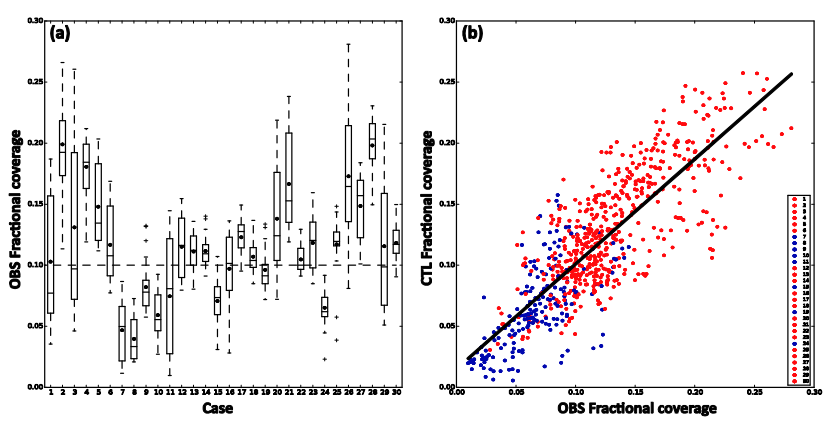 (a)
OBS Fractional coverage
0.30
0.25
0.20
0.15
0.10
0.05
0.00
1 2 3 4 5 6 7 8 9 10 11 12 13 14 15 16 17 18 19 20 21 22 23 24 25 26 27 28 29 30
Case
(b)
CTL Fractional coverage
0.30
0.25
0.20
0.15
0.10
0.05
0.00
0.00 0.05 0.10 0.15 0.20 0.25 0.30
OBS Fractional coverage